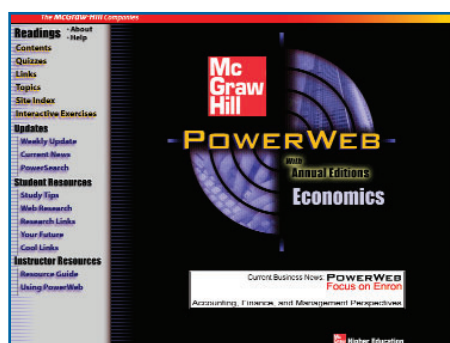 The McGraw-Hill Companies
Readings
- About
- Help
Contents
Quizzes
Links
Topics
Site Index
Interactive Exercises
Updates
Weekly Update
Current News
PowerSearch
Student Resources
Study Tips
Web Research
Research Links
Your Future
Cool Links
Instructor Resources
Resource Guide
Using PowerWeb
Mc
Graw
Hill
POWERWEB
With
Annual Editions
Economics
Current Business News: POWERWEB
Focus on Enron
Accounting, Finance, and Management Perspectives
Mc Graw Hill Higher Education